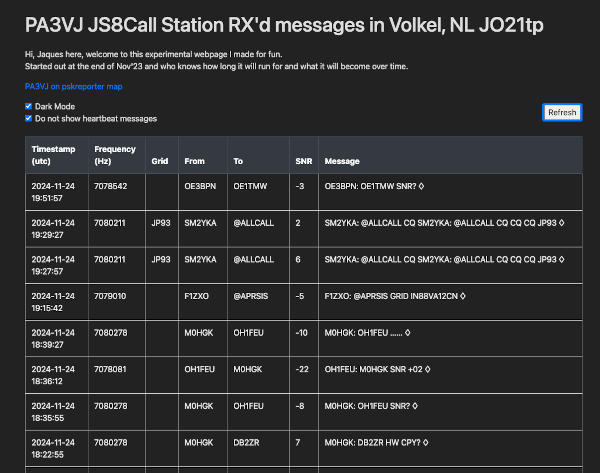 PA3VJ JS8Call Station RX'd messages in Volkel, NL JO21tp
Hi, Jaques here, welcome to this experimental webpage I made for fun.
Started out at the end of Nov'23 and who knows how long it will run for and what it will become over time.
PA3VJ on pskreporter map
Dark Mode
Do not show heartbeat messages
Refresh
Timestamp (utc) Frequency (Hz) Grid From To SNR Message
2024-11-24 19:51:57 7078542 OE3BPN OE1TMW -3 OE3BPN: OE1TMW SNR? ♢
2024-11-24 19:29:27 7080211 JP93 SM2YKA @ALLCALL 2 SM2YKA: @ALLCALL CQ SM2YKA: @ALLCALL CQ CQ CQ JP93 ♢
2024-11-24 19:27:57 7080211 JP93 SM2YKA @ALLCALL 6 SM2YKA: @ALLCALL CQ SM2YKA: @ALLCALL CQ CQ CQ JP93 ♢
2024-11-24 19:15:42 7079010 F1ZXO @APRSIS -5 F1ZXO: @APRSIS GRID IN88VA12CN ♢
2024-11-24 18:39:27 7080278 M0HGK OH1FEU -10 M0HGK: OH1FEU ...... ♢
2024-11-24 18:36:12 7078081 OH1FEU M0HGK -22 OH1FEU: M0HGK SNR +02 ♢
2024-11-24 18:35:55 7080278 M0HGK OH1FEU -8 M0HGK: OH1FEU SNR? ♢
2024-11-24 18:22:55 7080278 M0HGK DB2ZR 7 M0HGK: DB2ZR HW CPY? ♢